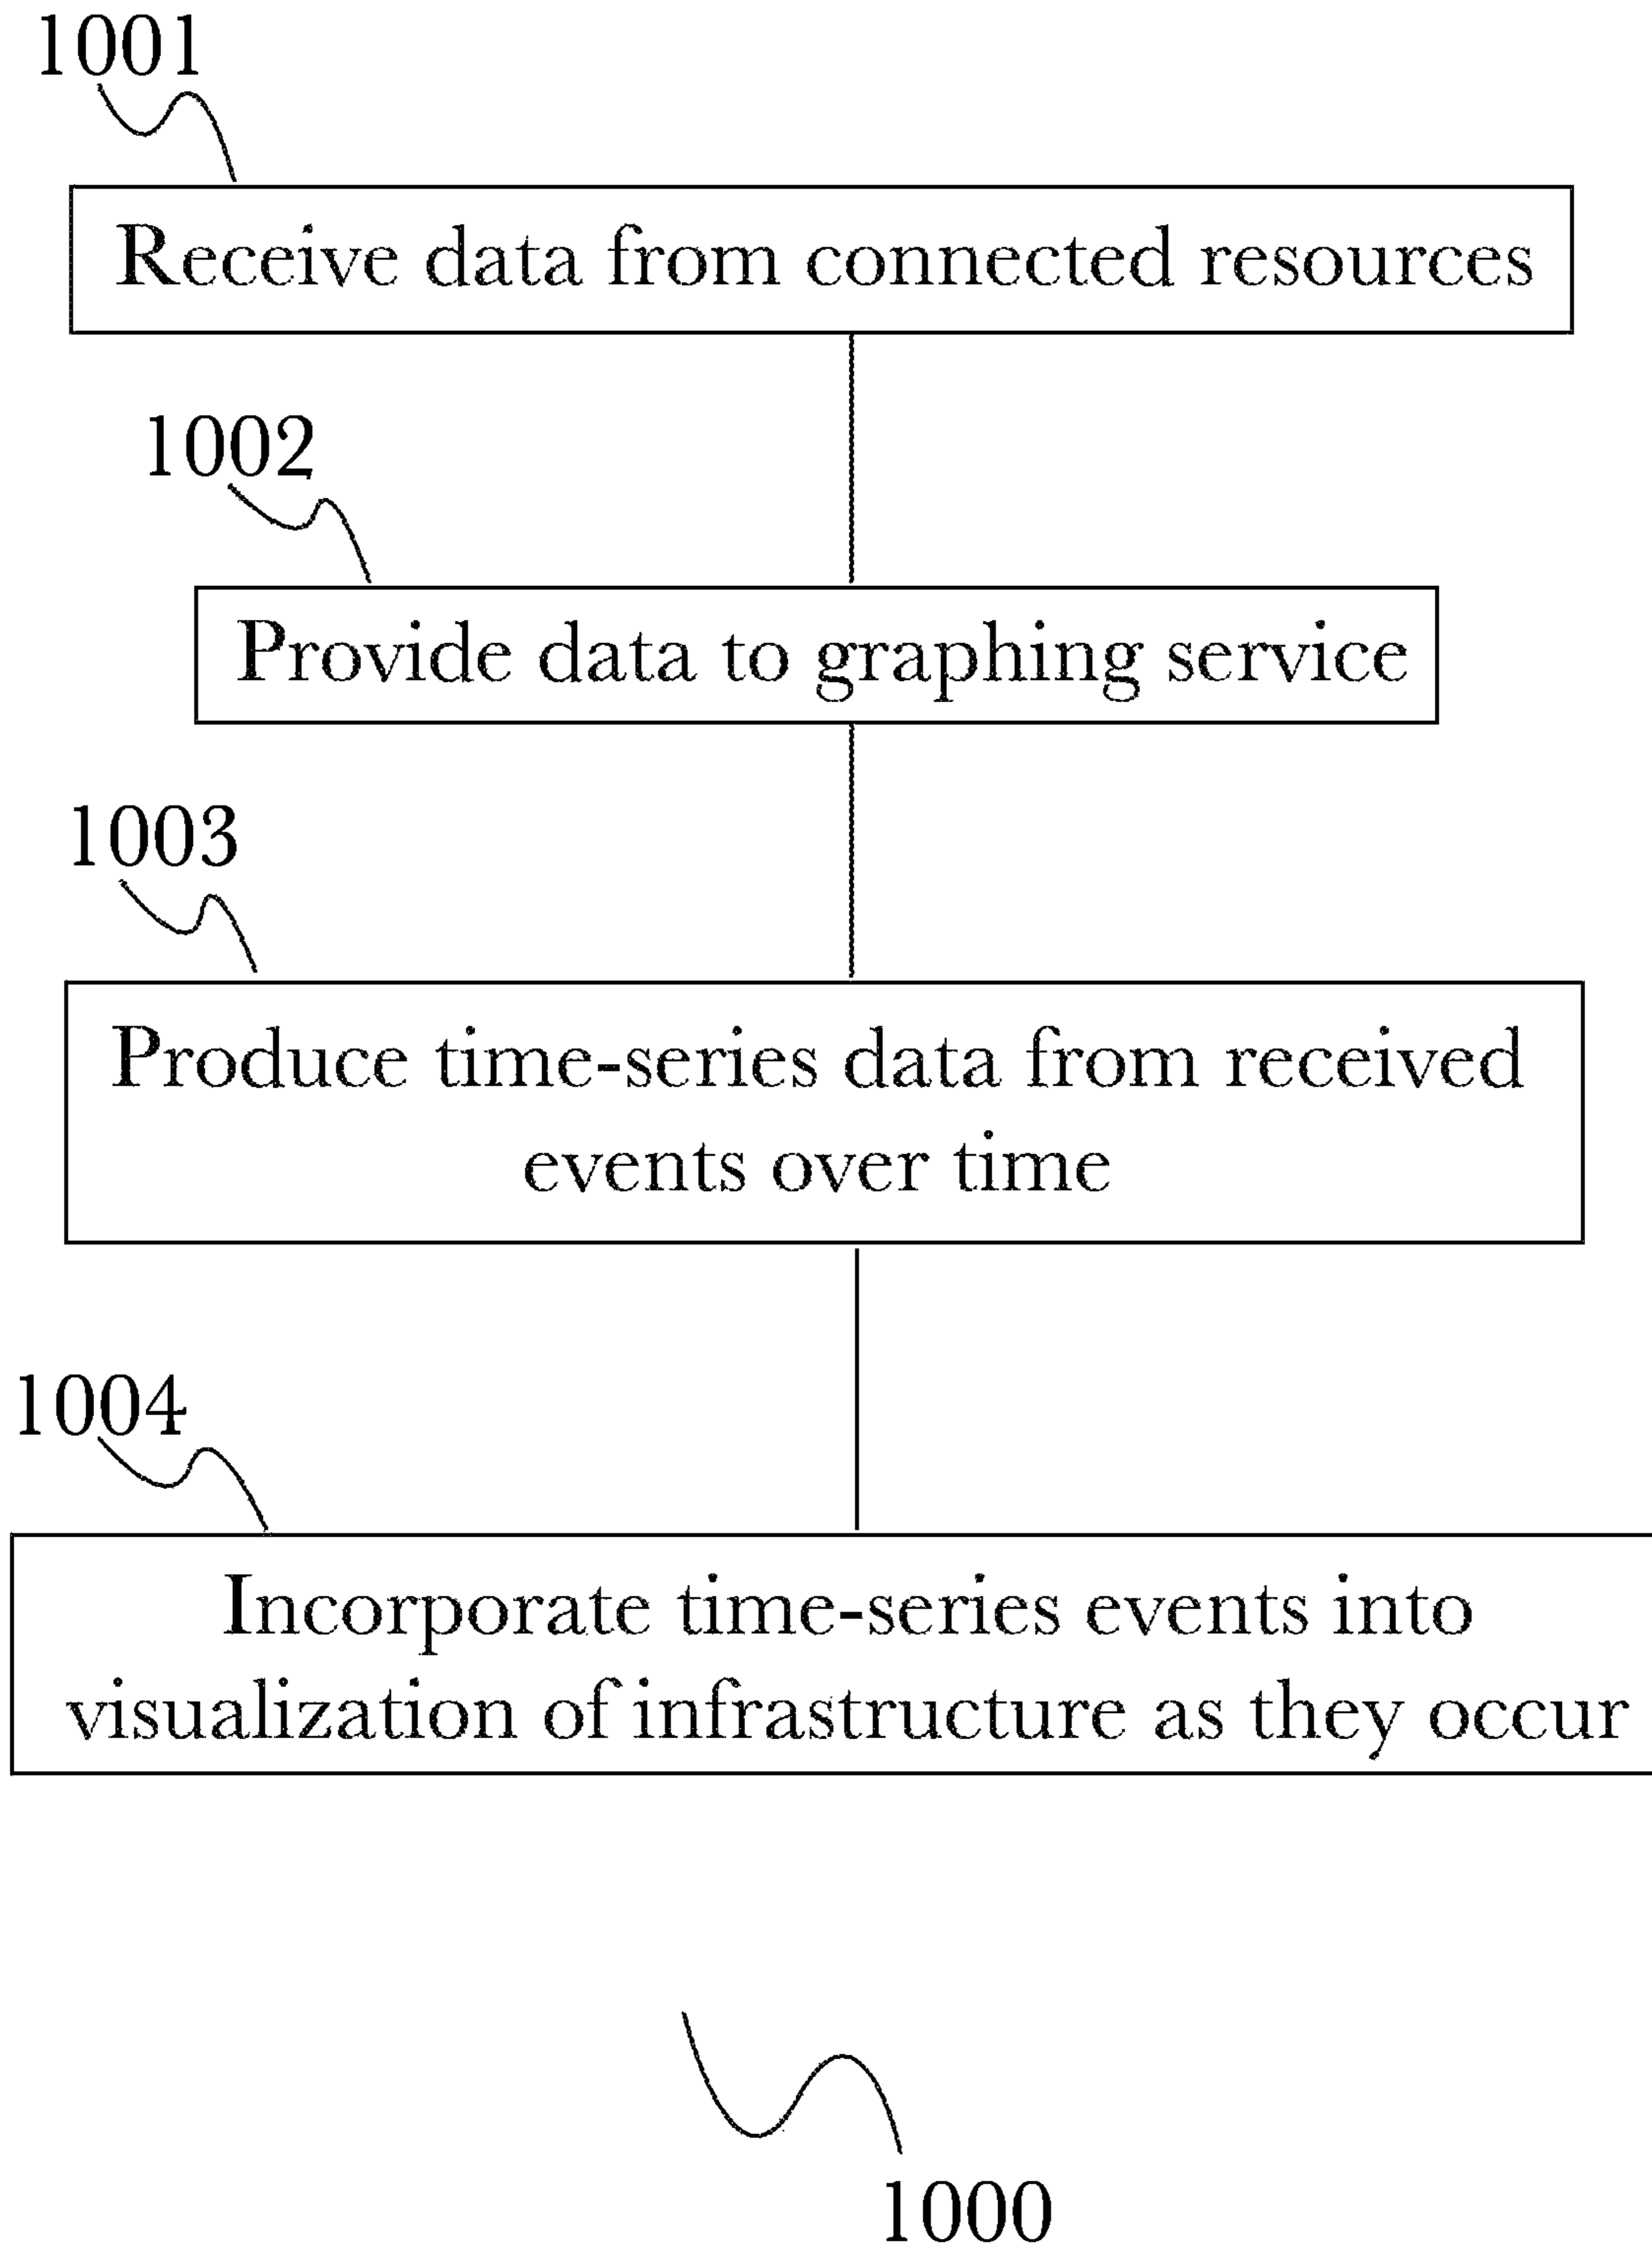 1001
Receive data from connected resources
1002
Provide data to graphing service
1003
Produce time-series data from received
events over time
1004
Incorporate time-series events into
visualization of infrastructure as they occur
1000